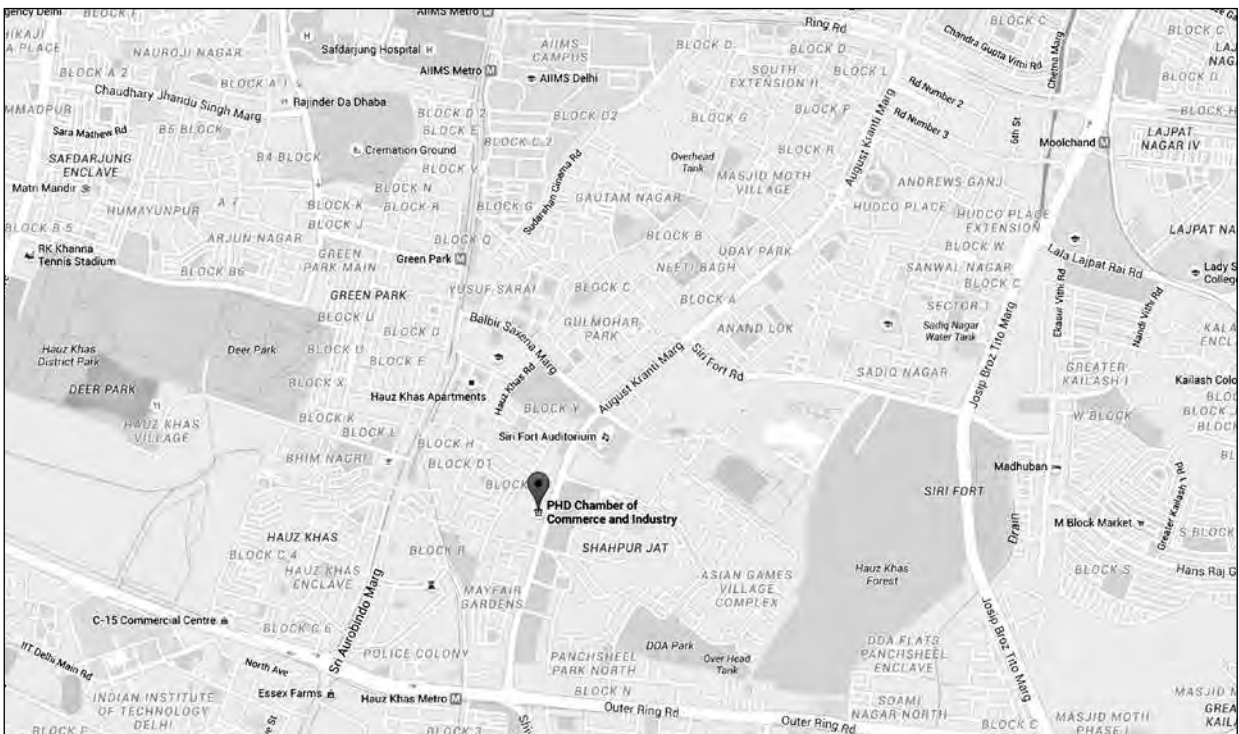 AIIMS Metro
Ring Rd
BLOCK C
BLOCK C
Safdarjung Hospital H
AIIMS
CAMPUS
BLOCK D
BLOCK D
Chandra Gupta Vithi Rd
Chetna Marg
NAUROJI NAGAR
BLOCK A 2
BLOCK A 1
AIIMS Metro M
AIIMS Delhi
SOUTH
EXTENSION II
BLOCK L
BLOCK D
Chaudhary Jhandu Singh Marg
Rajinder Da Dhaba
BLOCK D 2
BLOCK D2
BLOCK P
Rd Number 2
Rd Number 3
6th St
BLOCK H
Sara Mathew Rd
B5 BLOCK
BLOCK E
BLOCK C 2
BLOCK R
August Kranti Marg
Moolchand M
LAJPAT
NAGAR IV
SAFDARJUNG
ENCLAVE
B4 BLOCK
Cremation Ground
BLOCK V
Overhead
Tank
MASJID MOTH
VILLAGE
Matri Mandir
A 7
BLOCK N
Sudarshan Cinema Rd
GAUTAM NAGAR
ANDREWS GANJ
HUMAYUNPUR
BLOCK K
BLOCK R
BLOCK G
HUDCO PLACE
HUDCO PLACE
EXTENSION
BLOCK B 5
ARJUN NAGAR
BLOCK J
BLOCK Q
BLOCK B
UDAY PARK
BLOCK W
Lala Lajpat Rai Rd
RK Khanna
Tennis Stadium
BLOCK B6
GREEN
PARK MAIN
Green Park M
NEETI BAGH
SANWAL NAGAR
BLOCK C
Lady S
College
GREEN PARK
YUSUF SARAI
BLOCK C
BLOCK A
SECTOR 1
Ekasur Vithi Rd
Nandi Vithi Rd
BLOCK U
BLOCK D
Balbir Saxena Marg
GULMOHAR
PARK
ANAND LOK
Sadiq Nagar
Water Tank
Josip Broz Tito Marg
Hauz Khas
District Park
Deer Park
BLOCK U
BLOCK E
August Kranti Marg
Siri Fort Rd
SADIQ NAGAR
GREATER
KAILASH I
DEER PARK
BLOCK X
Hauz Khas Apartments
Hauz Khas Rd
BLOCK Y
Kailash Colo
W BLOCK
HAUZ KHAS
VILLAGE
BLOCK K
BLOCK L
BLOCK H
Siri Fort Auditorium
BHIM NAGRI
BLOCK D1
Madhuban
Greater Kailash 1 Rd
BLOCK
PHD Chamber of
Commerce and Industry
SIRI FORT
Drain
M Block Market
S BLOCK
HAUZ KHAS
BLOCK C 4
HAUZ KHAS
ENCLAVE
BLOCK R
SHAHPUR JAT
Hauz Khas
Forest
BLOCK S
Hans Raj G
Sri Aurobindo Marg
MAYFAIR
GARDENS
ASIAN GAMES
VILLAGE
COMPLEX
Josip Broz Tito Marg
C-15 Commercial Centre
BLOCK C 6
POLICE COLONY
DDA Park
Over Head
Tank
DDA FLATS
PANCHSHEEL
ENCLAVE
IIT Delhi Main Rd
North Ave
PANCHSHEEL
PARK NORTH
INDIAN INSTITUTE
OF TECHNOLOGY
DELHI
Essex Farms
Hauz Khas Metro M
BLOCK N
Outer Ring Rd
Outer Ring Rd
SOAMI
NAGAR NORTH
BLOCK C
MASJID MOTH
PHASE I